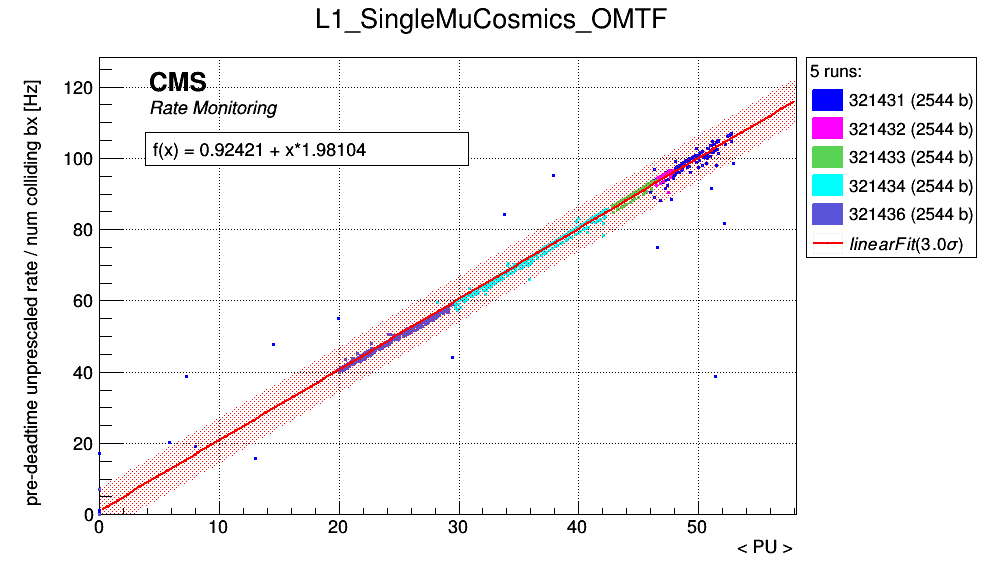 L1_SingleMuCosmics_OMTF
pre-deadtime unprescaled rate / num colliding bx [Hz]
CMS
Rate Monitoring
f(x) = 0.92421 + x*1.98104
120
100
80
60
40
20
0
0 10 20 30 40 50
< PU >
5 runs:
321431 (2544 b)
321432 (2544 b)
321433 (2544 b)
321434 (2544 b)
321436 (2544 b)
linearFit(3.0σ)